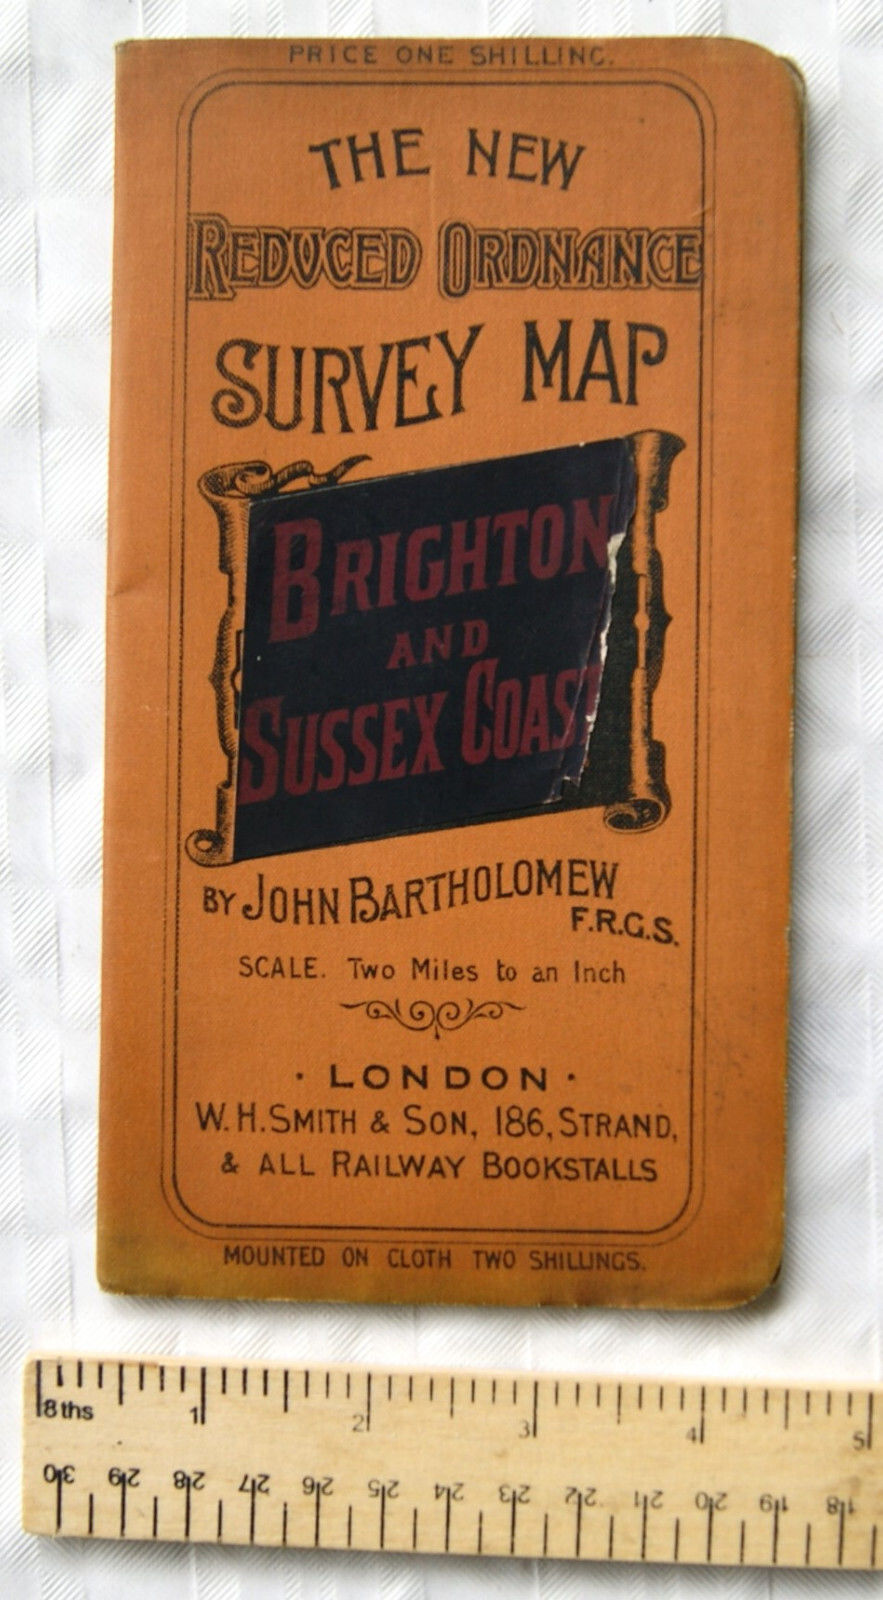 PRICE ONE SHILLING.
THE NEW
REDUCED ORDNANCE
SURVEY MAP
BRIGHTON
AND
SUSSEX COAST
BY JOHN BARTHOLOMEW
F.R.G.S.
SCALE. Two Miles to an Inch
· LONDON ·
W. H. SMITH & SON, 186, STRAND,
& ALL RAILWAY BOOKSTALLS
MOUNTED ON CLOTH TWO SHILLINGS.
8ths 1 2 3 4 5
30 29 28 27 26 25 24 23 22 21 20 19 18